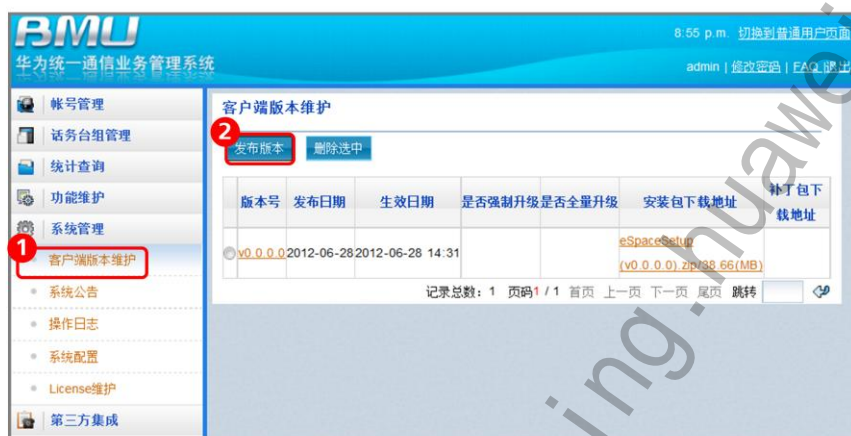 BMU
华为统一通信业务管理系统
8:55 p.m. 切换到普通用户页面
admin | 修改密码 | FAQ 退出
帐号管理
话务台组管理
统计查询
功能维护
系统管理
1
客户端版本维护
系统公告
操作日志
系统配置
License维护
第三方集成
客户端版本维护
2
发布版本 删除选中
版本号 发布日期 生效日期 是否强制升级 是否全量升级 安装包下载地址 补丁包下载地址
v0.0.0.0 2012-06-28 2012-06-28 14:31 eSpaceSetup
(v0.0.0.0).zip/38.66(MB)
记录总数: 1 页码1 / 1 首页 上一页 下一页 尾页 跳转
ing.huawei.